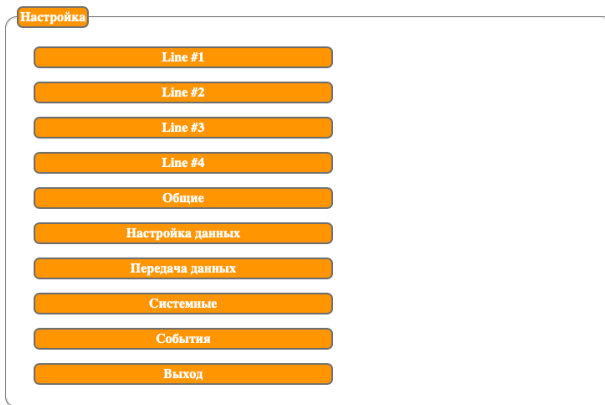 Настройка
Line #1
Line #2
Line #3
Line #4
Общие
Настройка данных
Передача данных
Системные
События
Выход